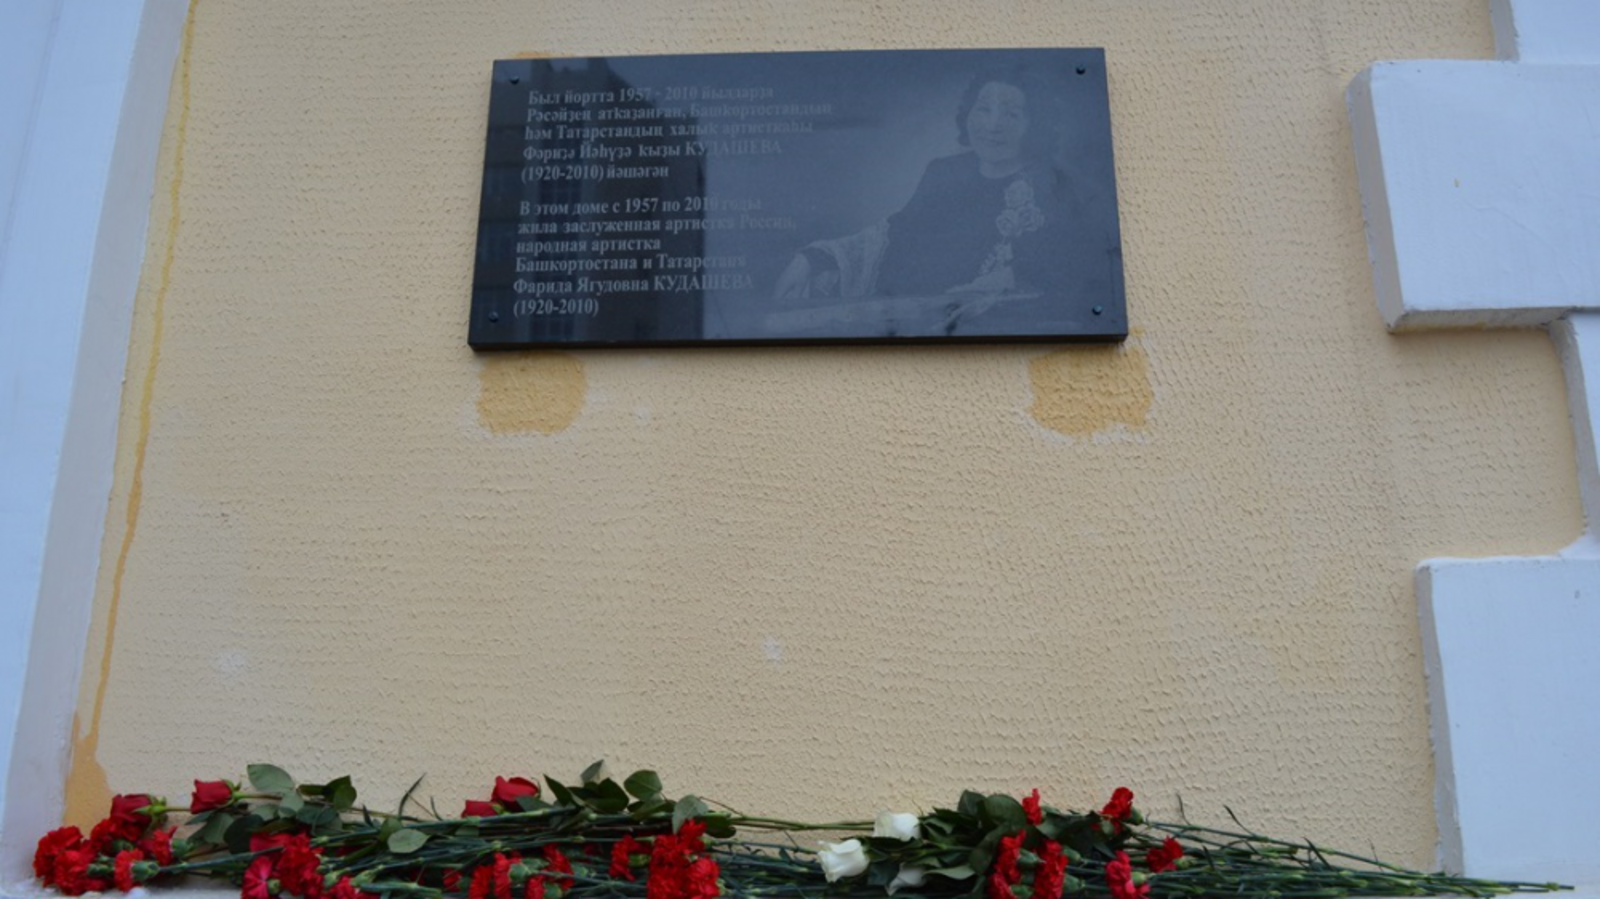 Был йортта 1957 - 2010 йылдарҙа
Рәсәйҙең атҡаҙанған, Башҡортостандың
һәм Татарстандың халыҡ артисткаһы
Фәриҙә Йәһүҙә ҡыҙы КУДАШЕВА
(1920-2010) йәшәгән
В этом доме с 1957 по 2010 годы
жила заслуженная артистка России,
народная артистка
Башкортостана и Татарстана
Фарида Ягудовна КУДАШЕВА
(1920-2010)